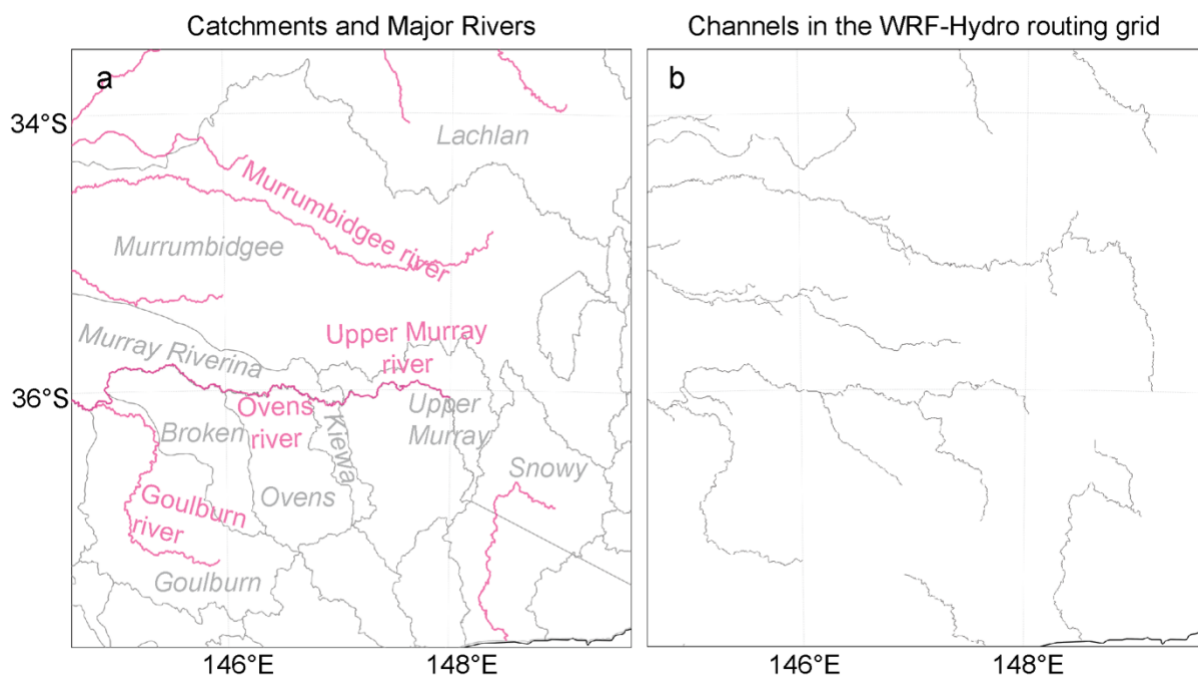 Catchments and Major Rivers
Channels in the WRF-Hydro routing grid
a
b
34°S
Lachlan
Murrumbidgee river
Murrumbidgee
Murray Riverina
Upper Murray
river
36°S
Ovens
river
Broken
Kiewa
Upper
Murray
Snowy
Goulburn
river
Ovens
Goulburn
146°E
148°E
146°E
148°E